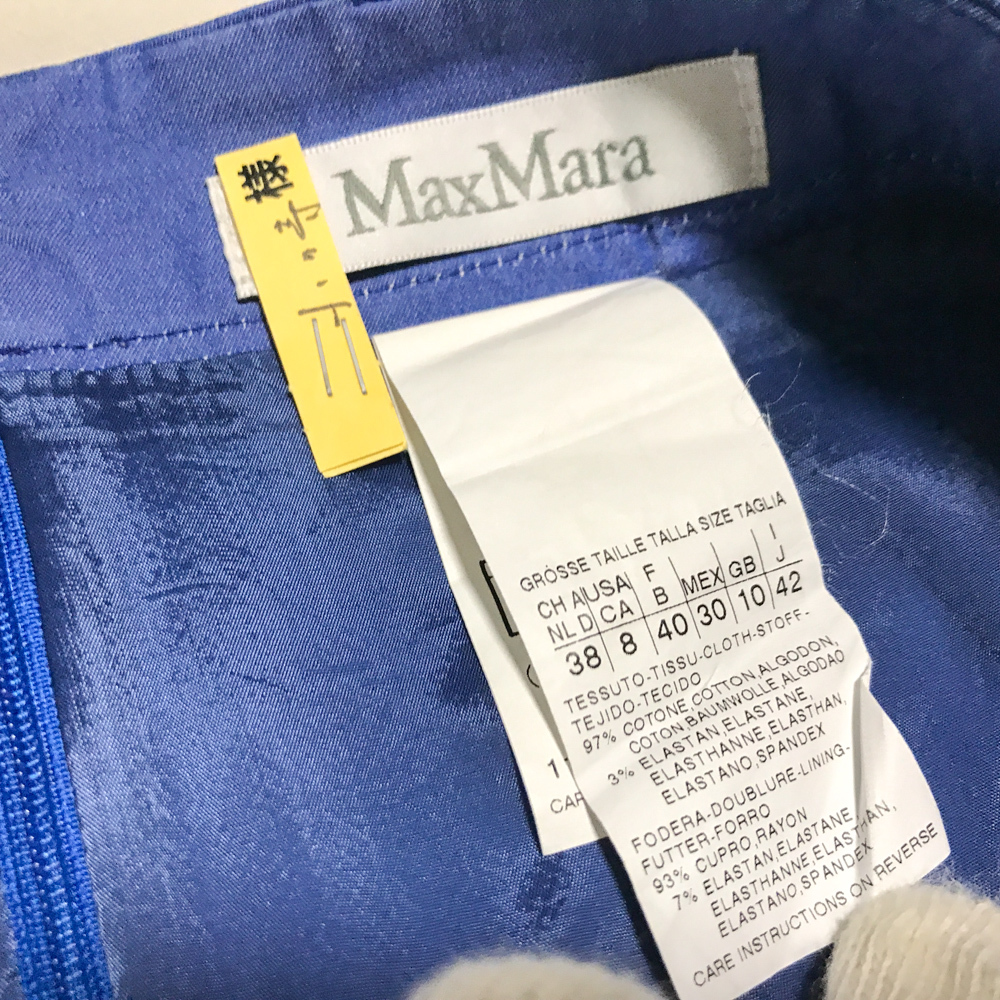 MaxMara
様
GRÖSSE TAILLE TALLA SIZE TAGLIA
CH A USA F MEX GB I
NL D CA B J
38 8 40 30 10 42
TESSUTO-TISSU-CLOTH-STOFF-
TEJIDO-TECIDO
97% COTONE,COTTON,ALGODON,
COTON,BAUMWOLLE,ALGODAO
3% ELASTAN,ELASTANE,
ELASTHANNE,ELASTHAN,
ELASTANO,SPANDEX
FODERA-DOUBLURE-LINING-
FUTTER-FORRO
93% CUPRO,RAYON
7% ELASTAN,ELASTANE,
ELASTHANNE,ELASTHAN,
ELASTANO,SPANDEX
CARE INSTRUCTIONS ON REVERSE